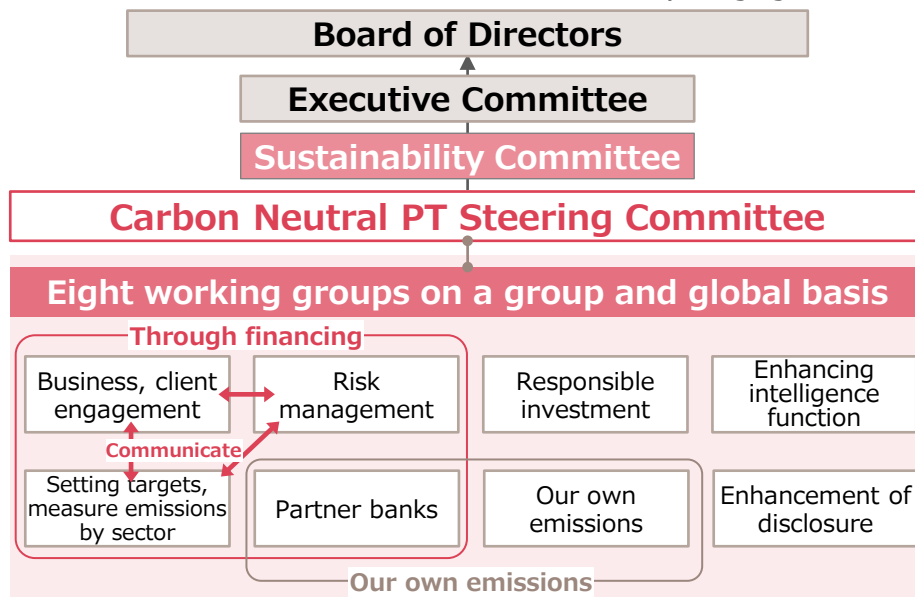 Board of Directors
Executive Committee
Sustainability Committee
Carbon Neutral PT Steering Committee
Eight working groups on a group and global basis
Through financing
Business, client
engagement
Risk
management
Responsible
investment
Enhancing
intelligence
function
Communicate
Setting targets,
measure emissions
by sector
Partner banks
Our own
emissions
Enhancement of
disclosure
Our own emissions